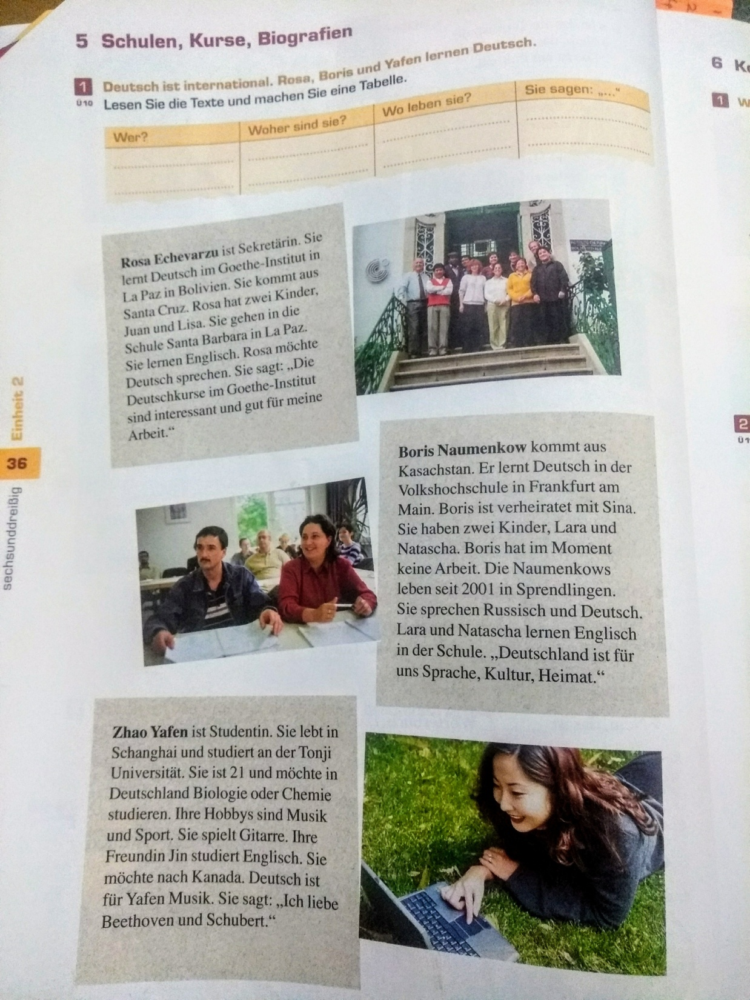 5 Schulen, Kurse, Biografien
1 Deutsch ist international. Rosa, Boris und Yafen lernen Deutsch.
Ü10 Lesen Sie die Texte und machen Sie eine Tabelle.
Wer? Woher sind sie? Wo leben sie? Sie sagen: „…“
Rosa Echevarzu ist Sekretärin. Sie
lernt Deutsch im Goethe-Institut in
La Paz in Bolivien. Sie kommt aus
Santa Cruz. Rosa hat zwei Kinder,
Juan und Lisa. Sie gehen in die
Schule Santa Barbara in La Paz.
Sie lernen Englisch. Rosa möchte
Deutsch sprechen. Sie sagt: „Die
Deutschkurse im Goethe-Institut
sind interessant und gut für meine
Arbeit.“
Boris Naumenkow kommt aus
Kasachstan. Er lernt Deutsch in der
Volkshochschule in Frankfurt am
Main. Boris ist verheiratet mit Sina.
Sie haben zwei Kinder, Lara und
Natascha. Boris hat im Moment
keine Arbeit. Die Naumenkows
leben seit 2001 in Sprendlingen.
Sie sprechen Russisch und Deutsch.
Lara und Natascha lernen Englisch
in der Schule. „Deutschland ist für
uns Sprache, Kultur, Heimat.“
Zhao Yafen ist Studentin. Sie lebt in
Schanghai und studiert an der Tonji
Universität. Sie ist 21 und möchte in
Deutschland Biologie oder Chemie
studieren. Ihre Hobbys sind Musik
und Sport. Sie spielt Gitarre. Ihre
Freundin Jin studiert Englisch. Sie
möchte nach Kanada. Deutsch ist
für Yafen Musik. Sie sagt: „Ich liebe
Beethoven und Schubert.“
Einheit 2
36
sechsunddreißig
6
1
2